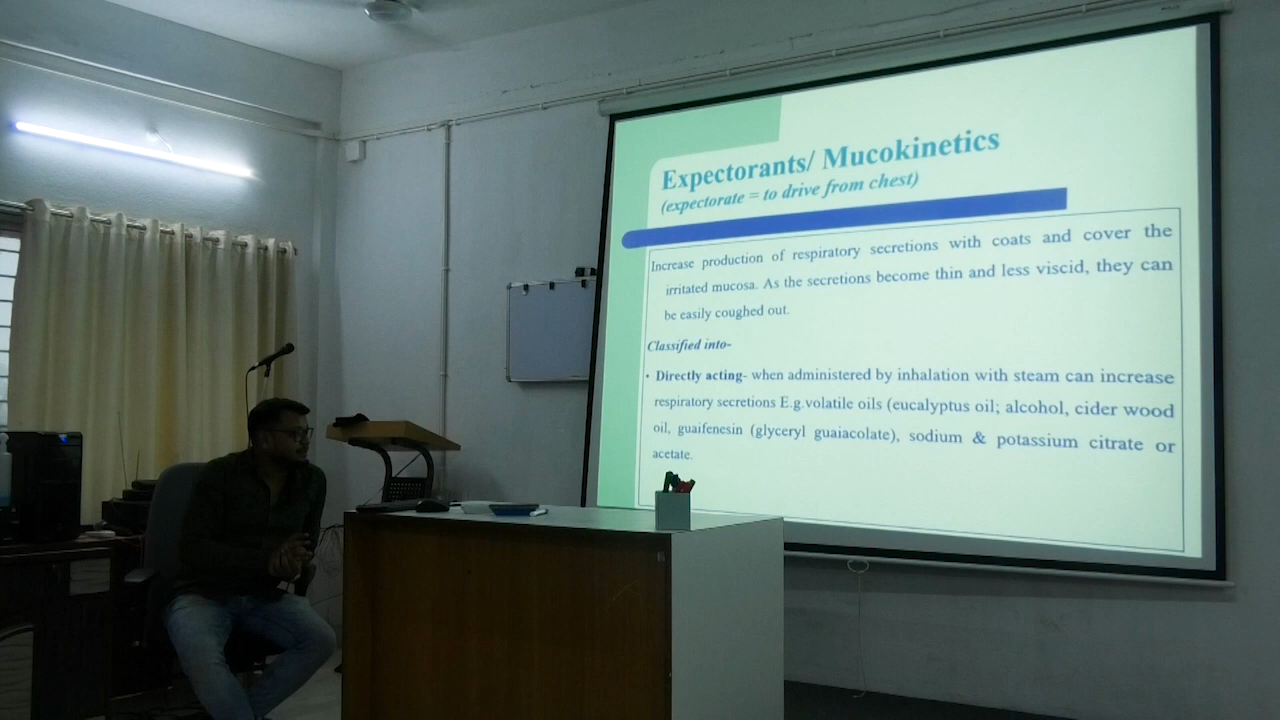 Expectorants/ Mucokinetics
(expectorate = to drive from chest)
Increase production of respiratory secretions with coats and cover the
irritated mucosa. As the secretions become thin and less viscid, they can
be easily coughed out.
Classified into-
• Directly acting- when administered by inhalation with steam can increase
respiratory secretions E.g.volatile oils (eucalyptus oil; alcohol, cider wood
oil, guaifenesin (glyceryl guaiacolate), sodium & potassium citrate or
acetate.